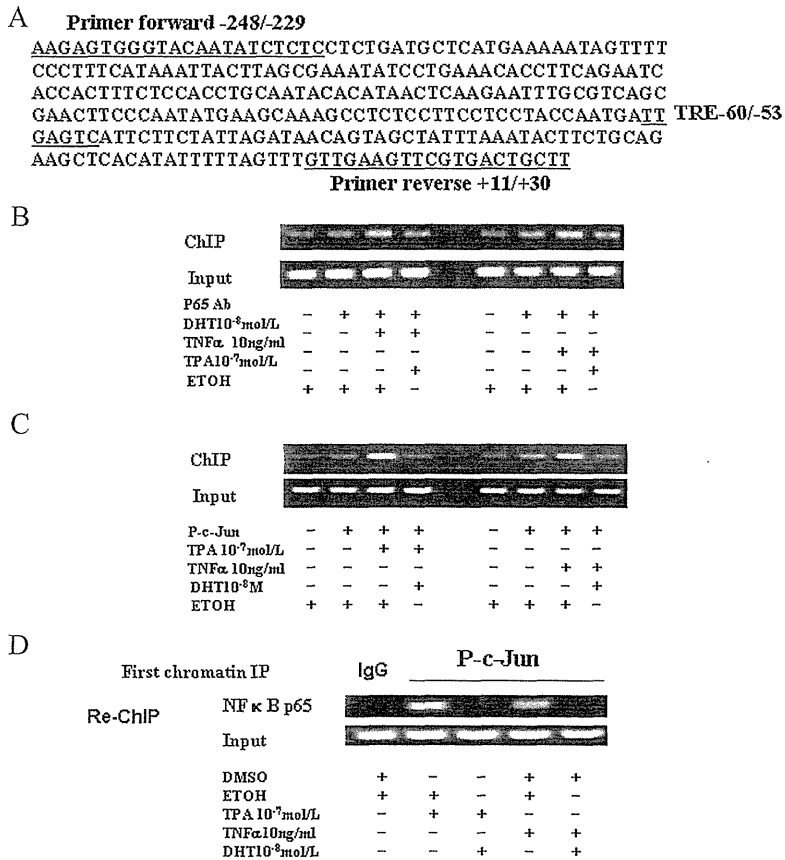 A
Primer forward -248/-229
AAGAGTGGGTACAATATCTCTCCTCTGATGCTCATGAAAAATAGTTTT
CCCTTTCATAAATTACTTAGCGAAATATCCTGAAACACCTTCAGAATC
ACCACTTTCTCCACCTGCAATACACATAACTCAAGAATTTGCGTCAGC
GAACTTCCCAATATGAAGCAAAGCCTCTCCTTCCTCCTACCAATGATT TRE-60/-53
GAGTCATTCTTCTATTAGATAACAGTAGCTATTTAAATACTTCTGCAG
AAGCTCACATATTTTTAGTTTGTTGAAGTTCGTGACTGCTT
Primer reverse +11/+30
B
ChIP
Input
P65 Ab - + + + - + + +
DHT10-8mol/L - - + + - - - -
TNFα 10ng/ml - - - - - - + +
TPA10-7mol/L - - - + - - - +
ETOH + + + - + + + -
C
ChIP
Input
P-c-Jun - + + + - + + +
TPA 10-7mol/L - - + + - - - -
TNFα 10ng/ml - - - - - - + +
DHT10-8M - - - + - - - +
ETOH + + + - + + + -
D
First chromatin IP IgG P-c-Jun
Re-ChIP
NFκB p65
Input
DMSO + - - + +
ETOH + + - + -
TPA 10-7mol/L - + + - -
TNFα10ng/ml - - - + +
DHT10-8mol/L - - + - +